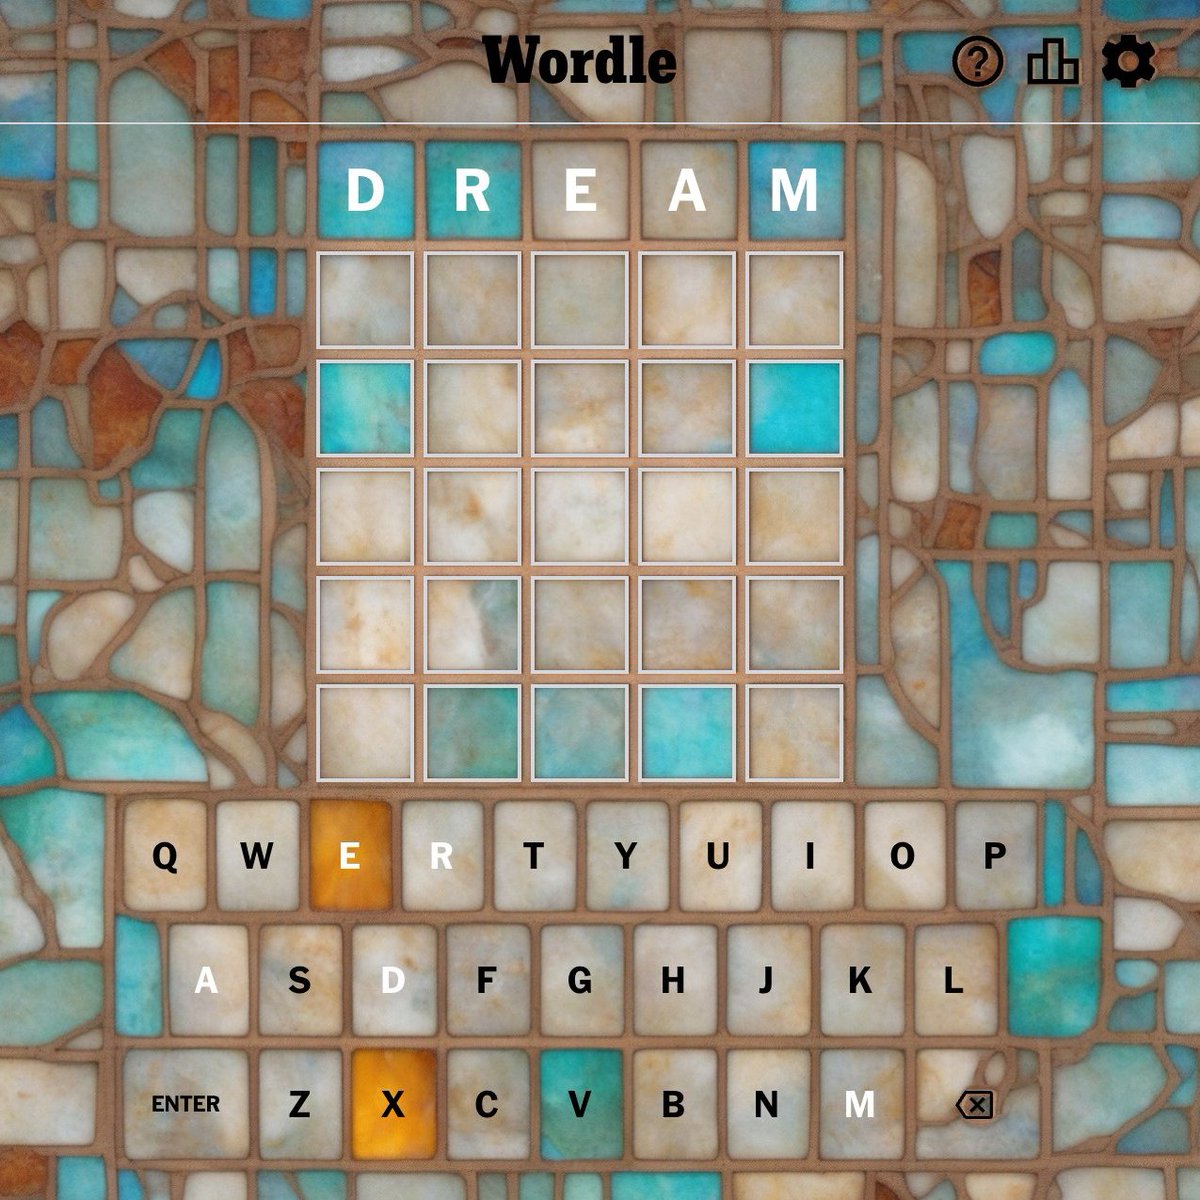 Wordle ?
D R E A M
Q W E R T Y U I O P
A S D F G H J K L
ENTER Z X C V B N M